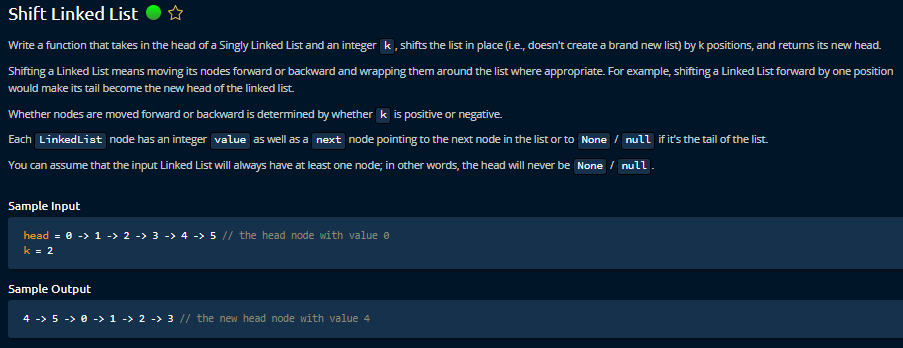 Shift Linked List
Write a function that takes in the head of a Singly Linked List and an integer k, shifts the list in place (i.e., doesn't create a brand new list) by k positions, and returns its new head.
Shifting a Linked List means moving its nodes forward or backward and wrapping them around the list where appropriate. For example, shifting a Linked List forward by one position
would make its tail become the new head of the linked list.
Whether nodes are moved forward or backward is determined by whether k is positive or negative.
Each LinkedList node has an integer value as well as a next node pointing to the next node in the list or to None / null if it's the tail of the list.
You can assume that the input Linked List will always have at least one node; in other words, the head will never be None / null.
Sample Input
head = 0 -> 1 -> 2 -> 3 -> 4 -> 5 // the head node with value 0
k = 2
Sample Output
4 -> 5 -> 0 -> 1 -> 2 -> 3 // the new head node with value 4